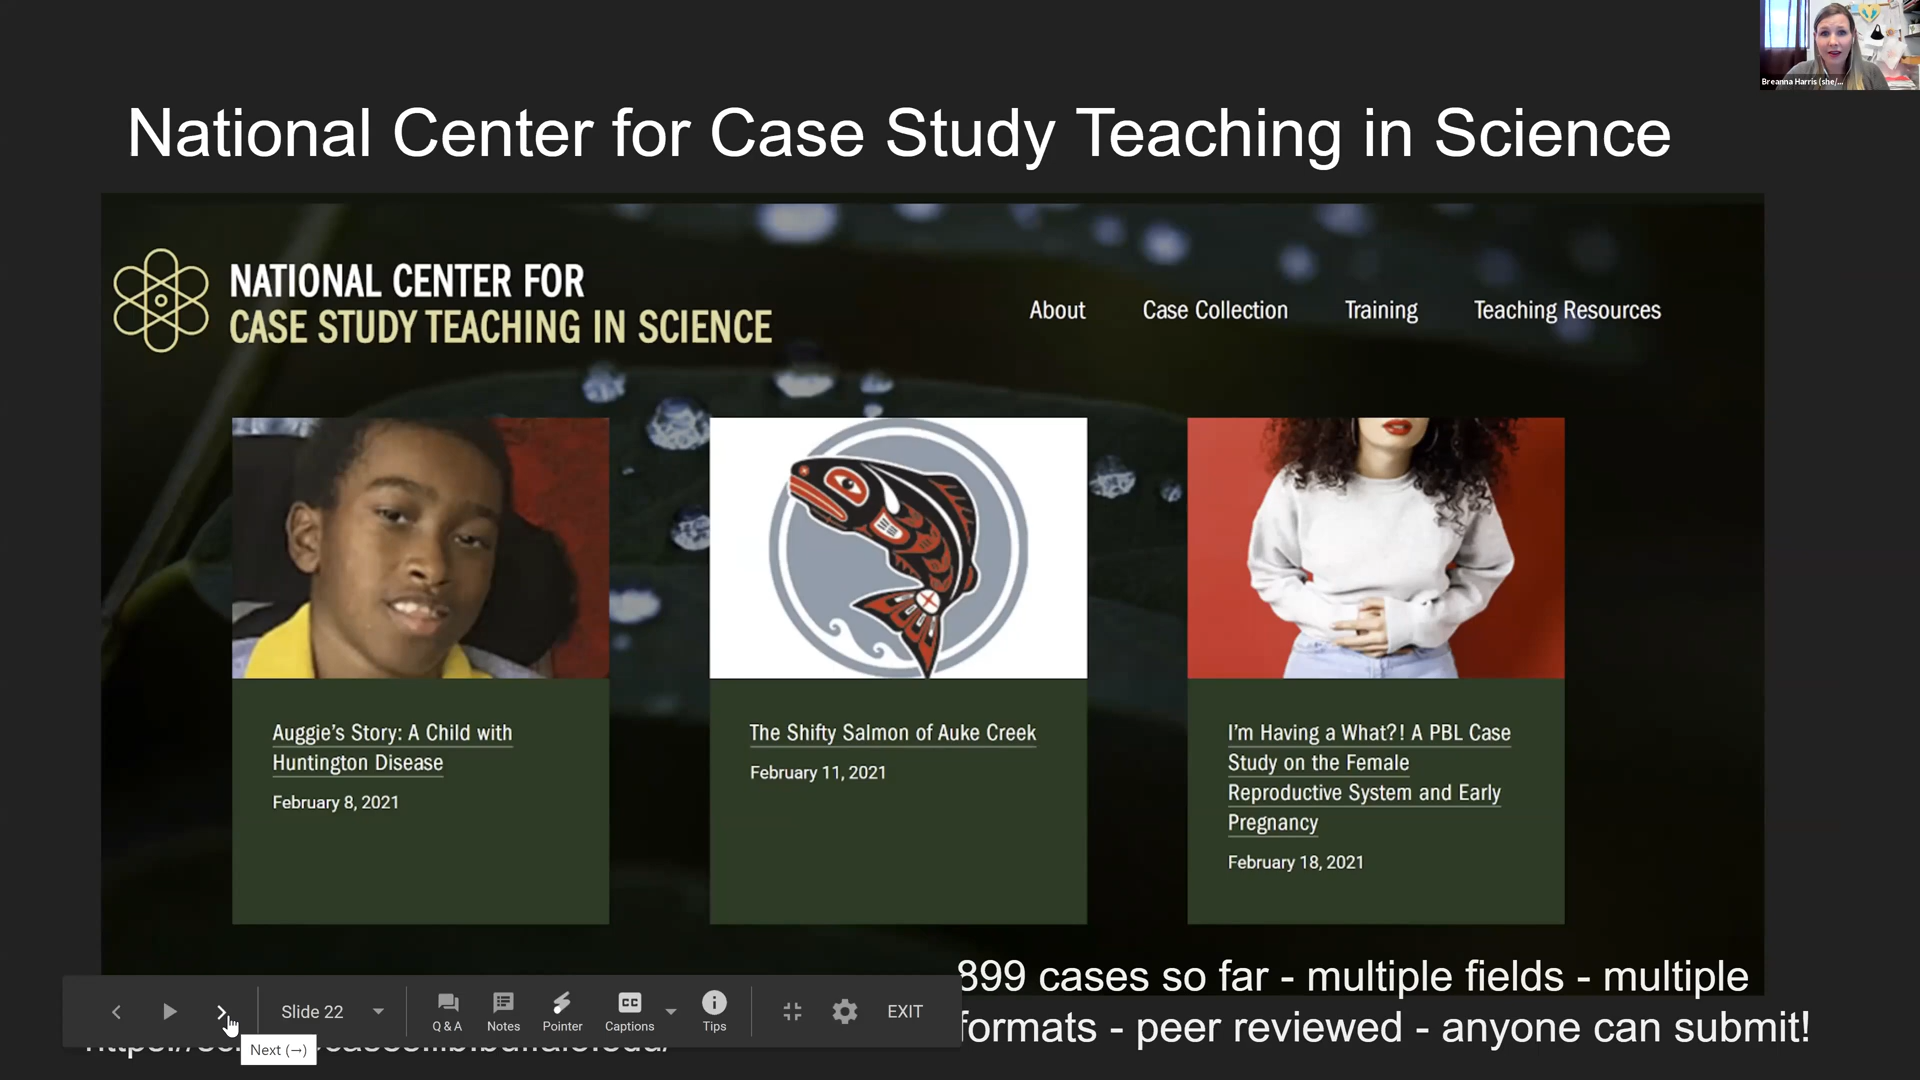 Breanna Harris (she/...
National Center for Case Study Teaching in Science
NATIONAL CENTER FOR
CASE STUDY TEACHING IN SCIENCE
About Case Collection Training Teaching Resources
Auggie's Story: A Child with
Huntington Disease
February 8, 2021
The Shifty Salmon of Auke Creek
February 11, 2021
I'm Having a What?! A PBL Case
Study on the Female
Reproductive System and Early
Pregnancy
February 18, 2021
899 cases so far - multiple fields - multiple
formats - peer reviewed - anyone can submit!
Slide 22
Q & A
Notes
Pointer
CC
Captions
Tips
EXIT
Next (→)